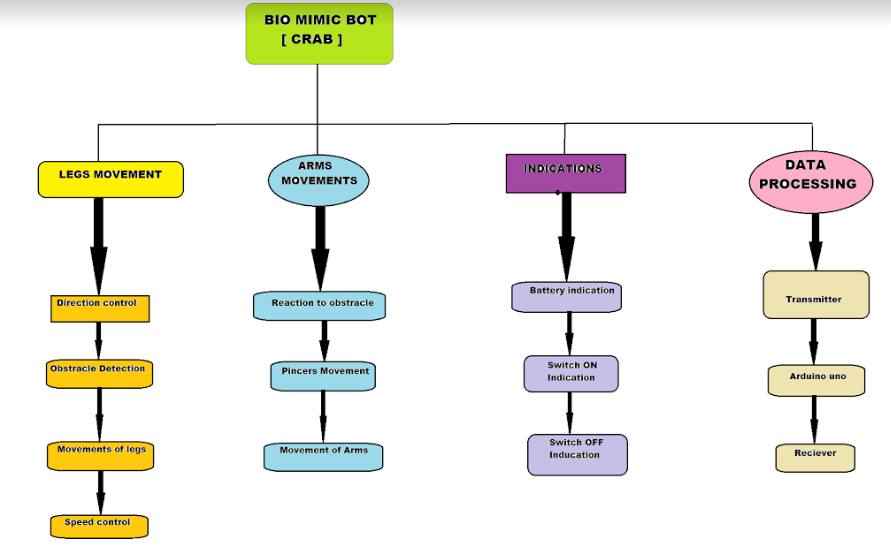 BIO MIMIC BOT
[ CRAB ]
LEGS MOVEMENT
ARMS
MOVEMENTS
INDICATIONS
DATA
PROCESSING
Direction control
Obstracle Detection
Movements of legs
Speed control
Reaction to obstracle
Pincers Movement
Movement of Arms
Battery indication
Switch ON
Indication
Switch OFF
Inducation
Transmitter
Arduino uno
Reciever